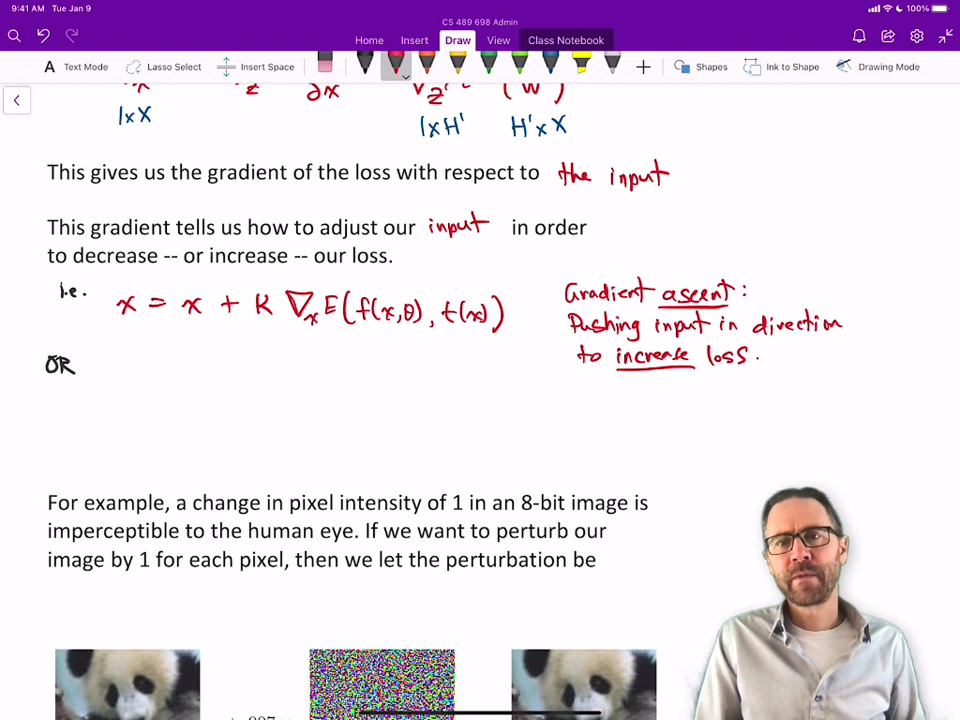 9:41 AM Tue Jan 9
100%
CS 489 698 Admin
Home Insert Draw View Class Notebook
A Text Mode Lasso Select Insert Space Shapes Ink to Shape Drawing Mode
∂x
1xX
1xH' H'xX
This gives us the gradient of the loss with respect to the input
This gradient tells us how to adjust our input in order
to decrease -- or increase -- our loss.
i.e.
x = x + K ∇ₓE(f(x,θ), t(x))
Gradient ascent:
Pushing input in direction
to increase loss.
OR
For example, a change in pixel intensity of 1 in an 8-bit image is
imperceptible to the human eye. If we want to perturb our
image by 1 for each pixel, then we let the perturbation be